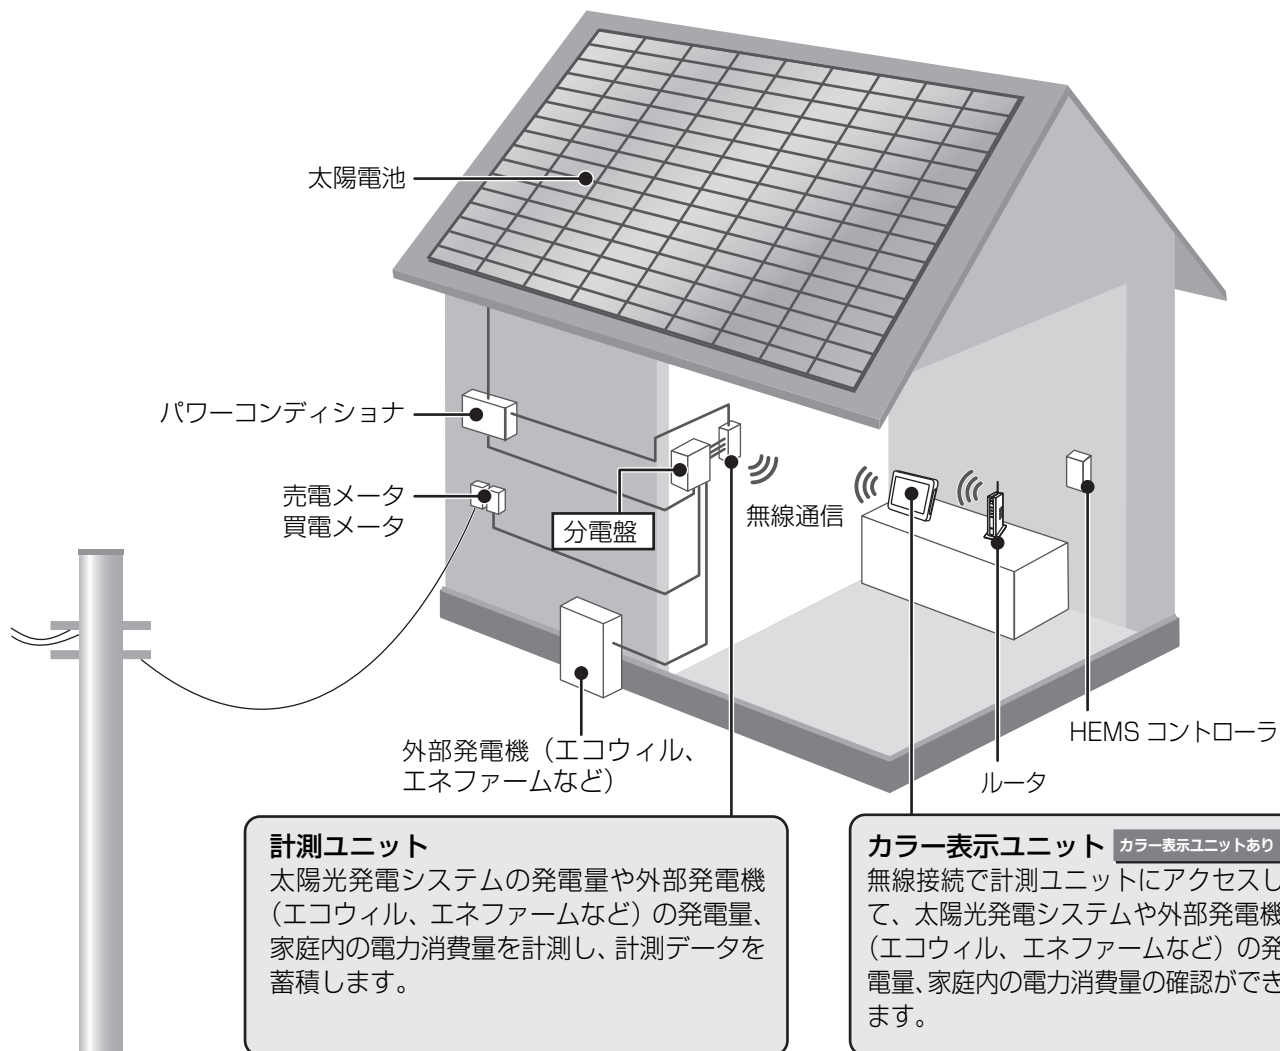 太陽電池
パワーコンディショナ
売電メータ
買電メータ
分電盤
無線通信
外部発電機（エコウィル、
エネファームなど）
HEMS コントローラ
ルータ
計測ユニット
太陽光発電システムの発電量や外部発電機
（エコウィル、エネファームなど）の発電量、
家庭内の電力消費量を計測し、計測データを
蓄積します。
カラー表示ユニット カラー表示ユニットあり
無線接続で計測ユニットにアクセスし
て、太陽光発電システムや外部発電機
（エコウィル、エネファームなど）の発
電量、家庭内の電力消費量の確認ができ
ます。